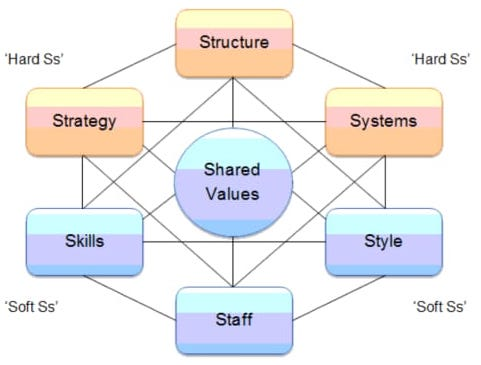 Structure
‘Hard Ss’
‘Hard Ss’
Strategy
Systems
Shared
Values
Skills
Style
‘Soft Ss’
‘Soft Ss’
Staff